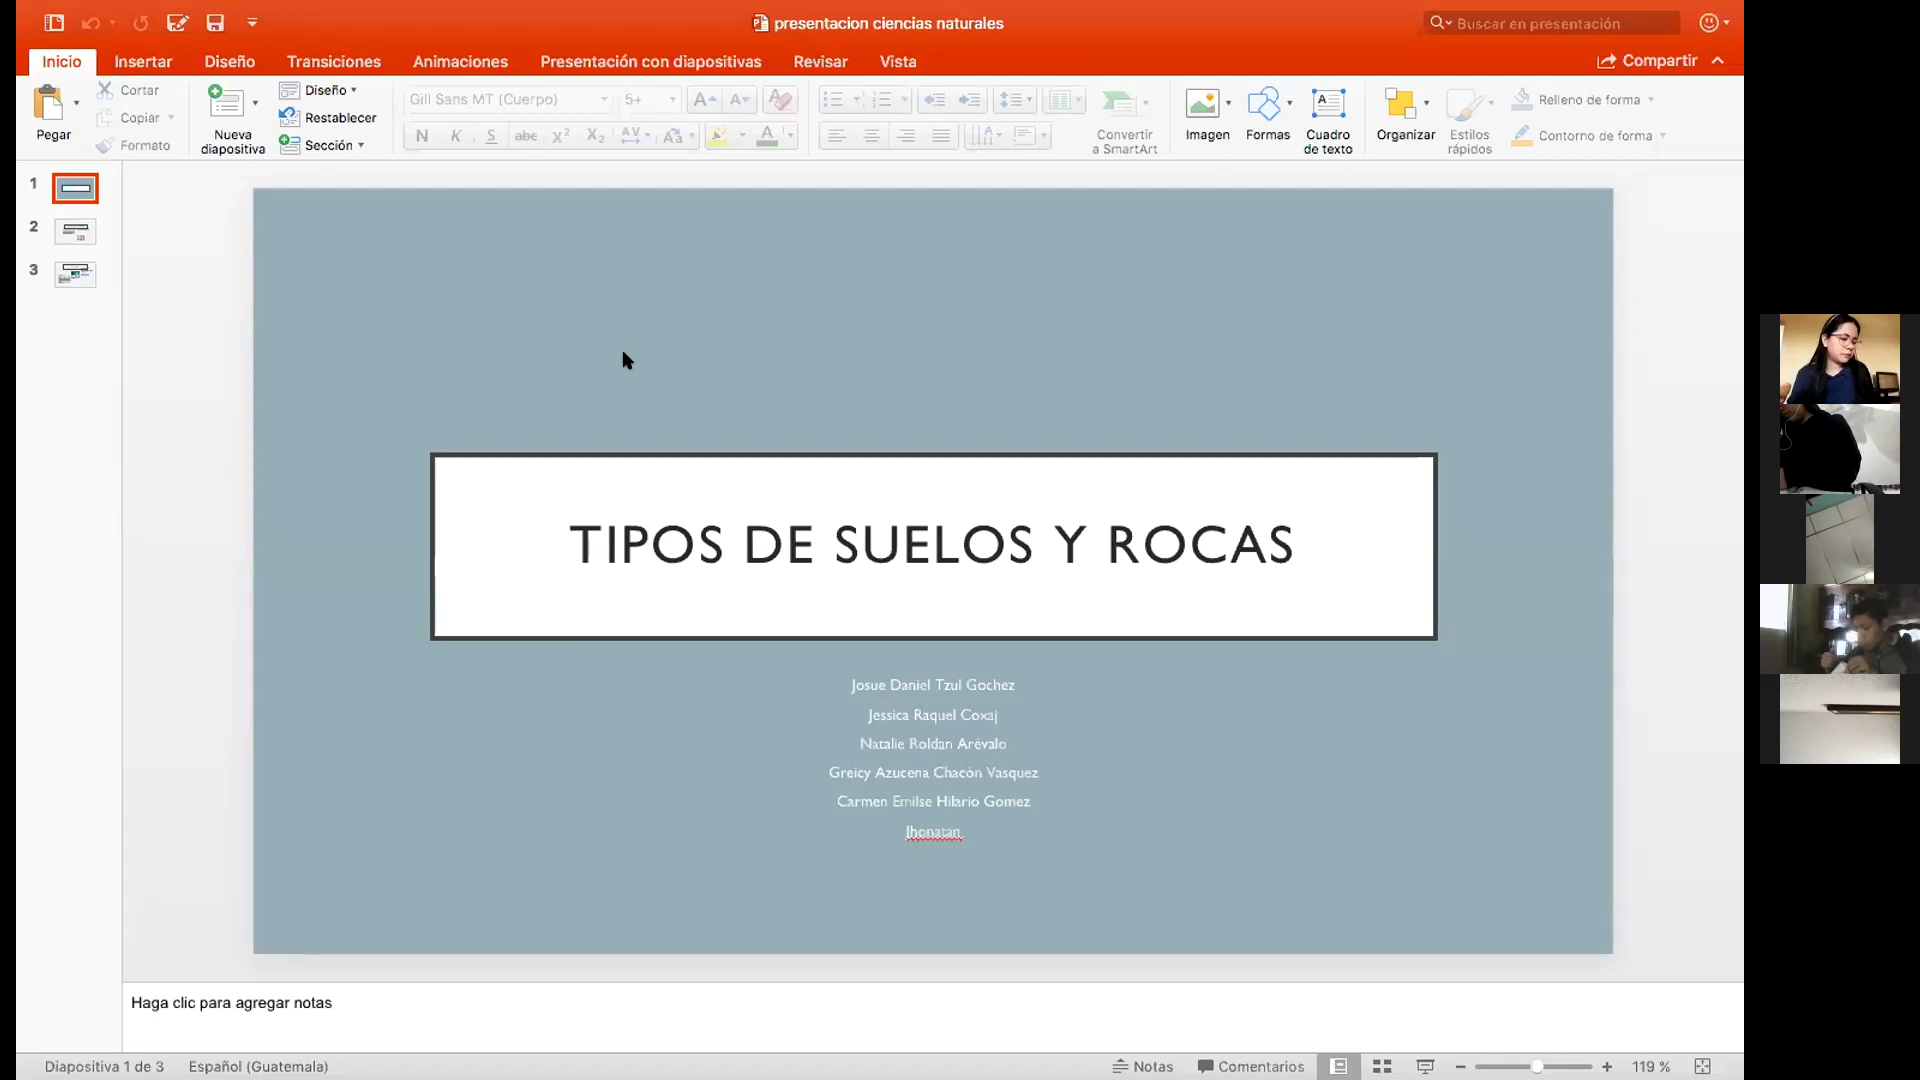 presentacion ciencias naturales
Buscar en presentación
Inicio Insertar Diseño Transiciones Animaciones Presentación con diapositivas Revisar Vista Compartir
Pegar
Cortar
Copiar
Formato
Nueva diapositiva
Diseño
Restablecer
Sección
Gill Sans MT (Cuerpo) 5+
N K S abc X² X₂ AV Aa A
Convertir a SmartArt
Imagen
Formas
Cuadro de texto
Organizar
Estilos rápidos
Relleno de forma
Contorno de forma
1
2
3
TIPOS DE SUELOS Y ROCAS
Josue Daniel Tzul Gochez
Jessica Raquel Coxaj
Natalie Roldan Arévalo
Greicy Azucena Chacón Vasquez
Carmen Emilse Hilario Gomez
Jhonatan
Haga clic para agregar notas
Diapositiva 1 de 3 Español (Guatemala) Notas Comentarios 119 %